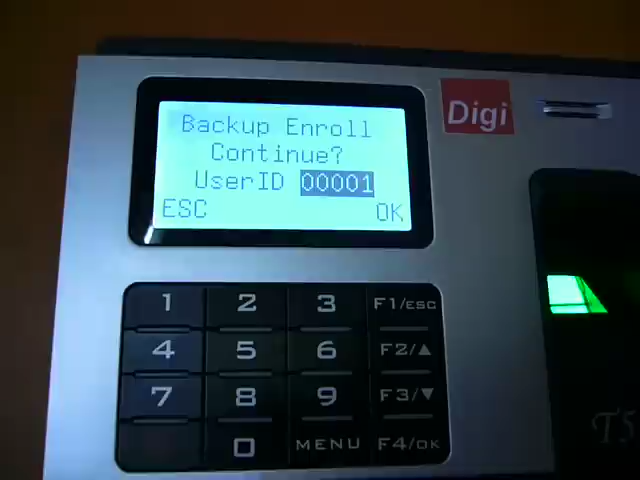 Backup Enroll
Continue?
UserID 00001
ESC OK
Digi
1 2 3 F1/ESC
4 5 6 F2/▲
7 8 9 F3/▼
0 MENU F4/OK
T5